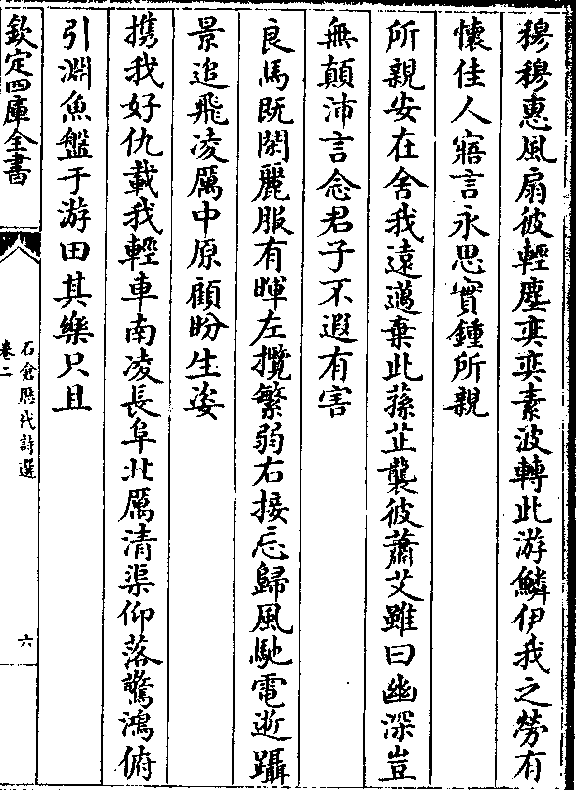 穆穆惠風扇彼輕塵奕奕素波轉此游鱗伊我之勞有
懷佳人寤言永思實鍾所親
所親安在舍我遠邁棄此蓀芷襲彼蕭艾雖曰幽深豈
無顛沛言念君子不遐有害
良馬既閑麗服有暉左攬繁弱右接忘歸風馳電逝躡
景追飛凌厲中原顧盼生姿
携我好仇載我輕車南凌長阜北厲清渠仰落驚鴻俯
引淵魚盤于游田其樂只且
欽定四庫全書
石倉歷代詩選
卷二
六